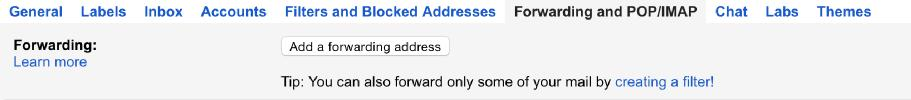 General Labels Inbox Accounts Filters and Blocked Addresses Forwarding and POP/IMAP Chat Labs Themes
Forwarding: Add a forwarding address
Learn more
Tip: You can also forward only some of your mail by creating a filter!